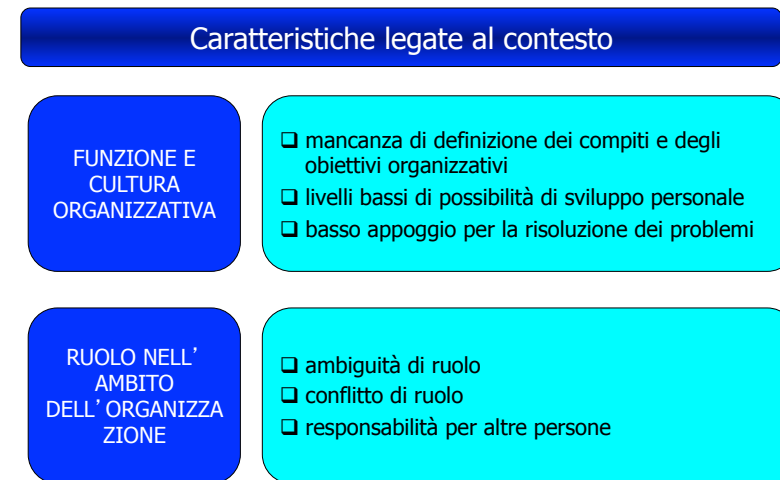 Caratteristiche legate al contesto
FUNZIONE E
CULTURA
ORGANIZZATIVA
❑ mancanza di definizione dei compiti e degli
obiettivi organizzativi
❑ livelli bassi di possibilità di sviluppo personale
❑ basso appoggio per la risoluzione dei problemi
RUOLO NELL’
AMBITO
DELL’ORGANIZZA
ZIONE
❑ ambiguità di ruolo
❑ conflitto di ruolo
❑ responsabilità per altre persone